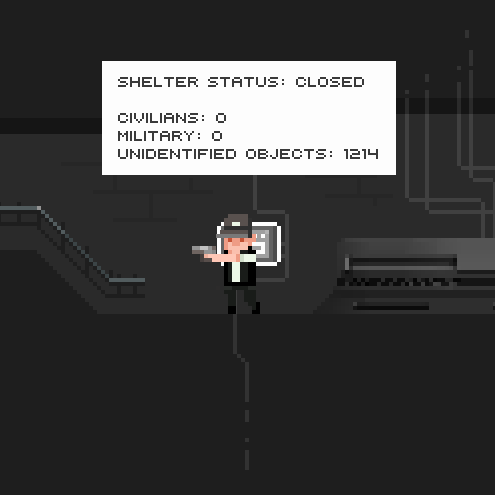 SHELTER STATUS: CLOSED
CIVILIANS: 0
MILITARY: 0
UNIDENTIFIED OBJECTS: 1214